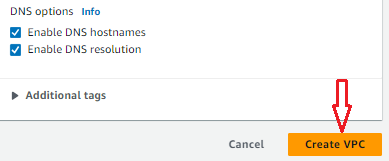 DNS options Info
Enable DNS hostnames
Enable DNS resolution
Additional tags
Cancel Create VPC